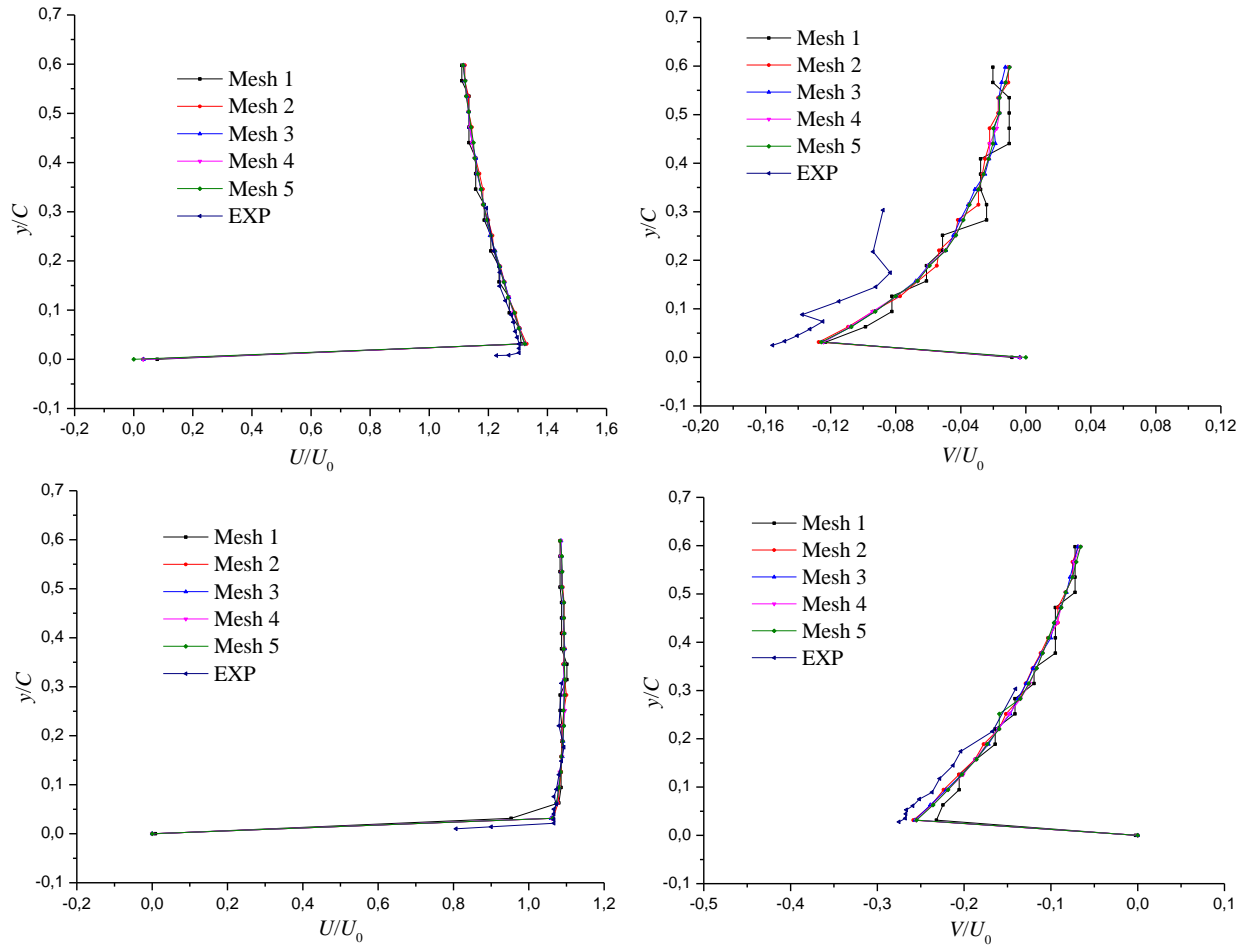 0,7
0,6
0,5
0,4
0,3
0,2
0,1
0,0
-0,1
y/C
Mesh 1
Mesh 2
Mesh 3
Mesh 4
Mesh 5
EXP
-0,2 0,0 0,2 0,4 0,6 0,8 1,0 1,2 1,4 1,6
U/U0
0,7
0,6
0,5
0,4
0,3
0,2
0,1
0,0
-0,1
y/C
Mesh 1
Mesh 2
Mesh 3
Mesh 4
Mesh 5
EXP
-0,20 -0,16 -0,12 -0,08 -0,04 0,00 0,04 0,08 0,12
V/U0
0,7
0,6
0,5
0,4
0,3
0,2
0,1
0,0
-0,1
y/C
Mesh 1
Mesh 2
Mesh 3
Mesh 4
Mesh 5
EXP
-0,2 0,0 0,2 0,4 0,6 0,8 1,0 1,2
U/U0
0,7
0,6
0,5
0,4
0,3
0,2
0,1
0,0
-0,1
y/C
Mesh 1
Mesh 2
Mesh 3
Mesh 4
Mesh 5
EXP
-0,5 -0,4 -0,3 -0,2 -0,1 0,0 0,1
V/U0